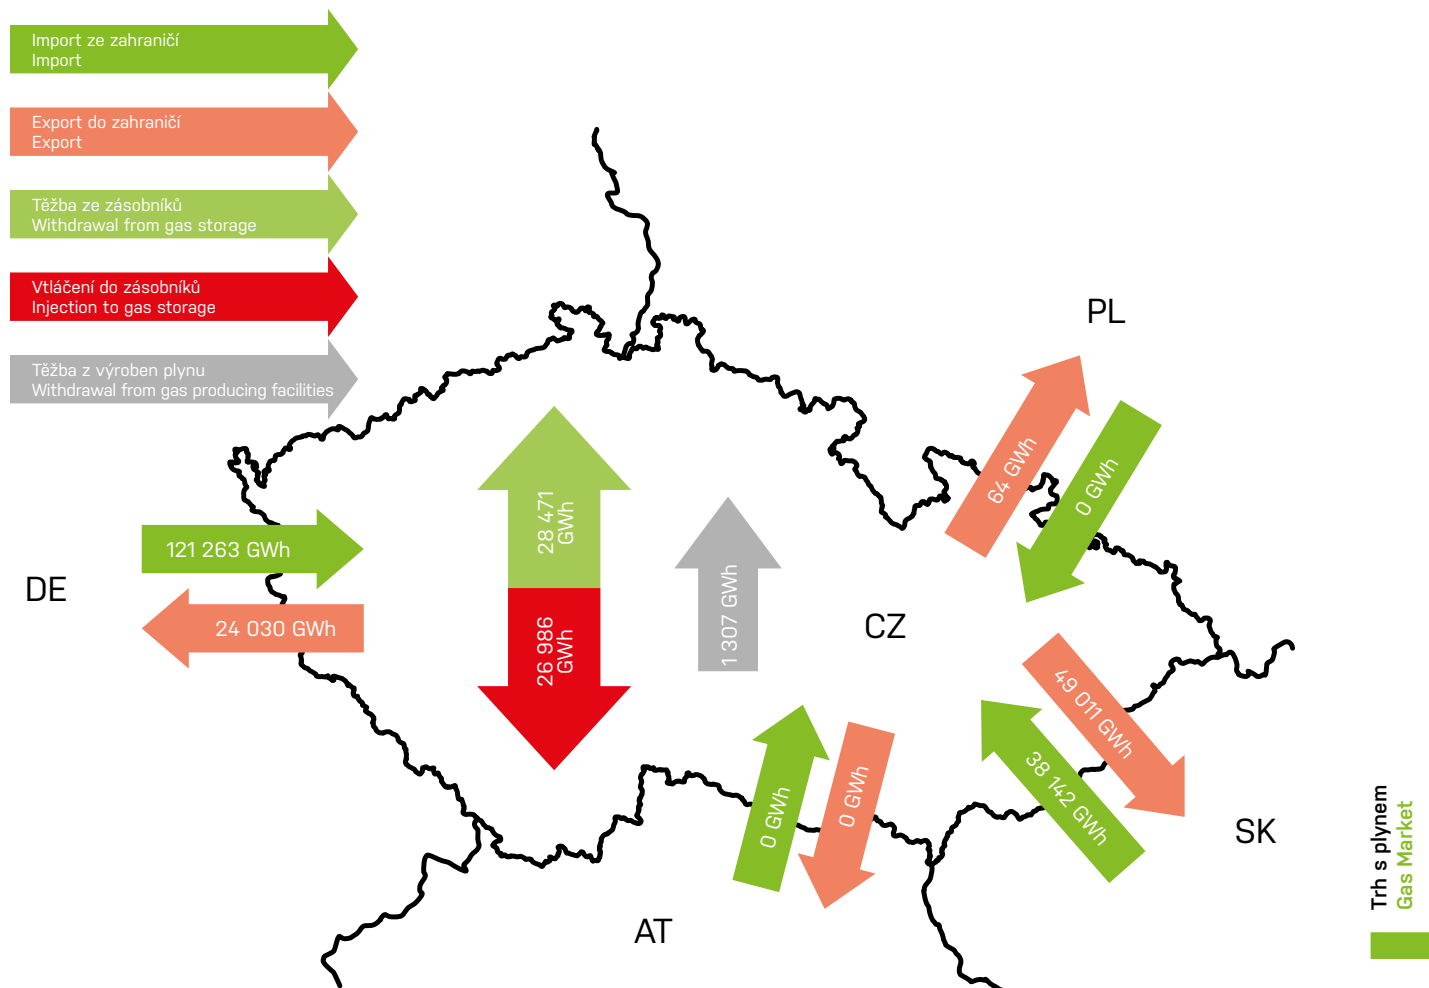 Import ze zahraničí
Import
Export do zahraničí
Export
Těžba ze zásobníků
Withdrawal from gas storage
Vtláčení do zásobníků
Injection to gas storage
Těžba z výroben plynu
Withdrawal from gas producing facilities
PL
64 GWh
0 GWh
28 471
GWh
121 263 GWh
DE
24 030 GWh
26 986
GWh
1 307 GWh
CZ
49 011 GWh
38 142 GWh
0 GWh
0 GWh
SK
AT
Trh s plynem
Gas Market